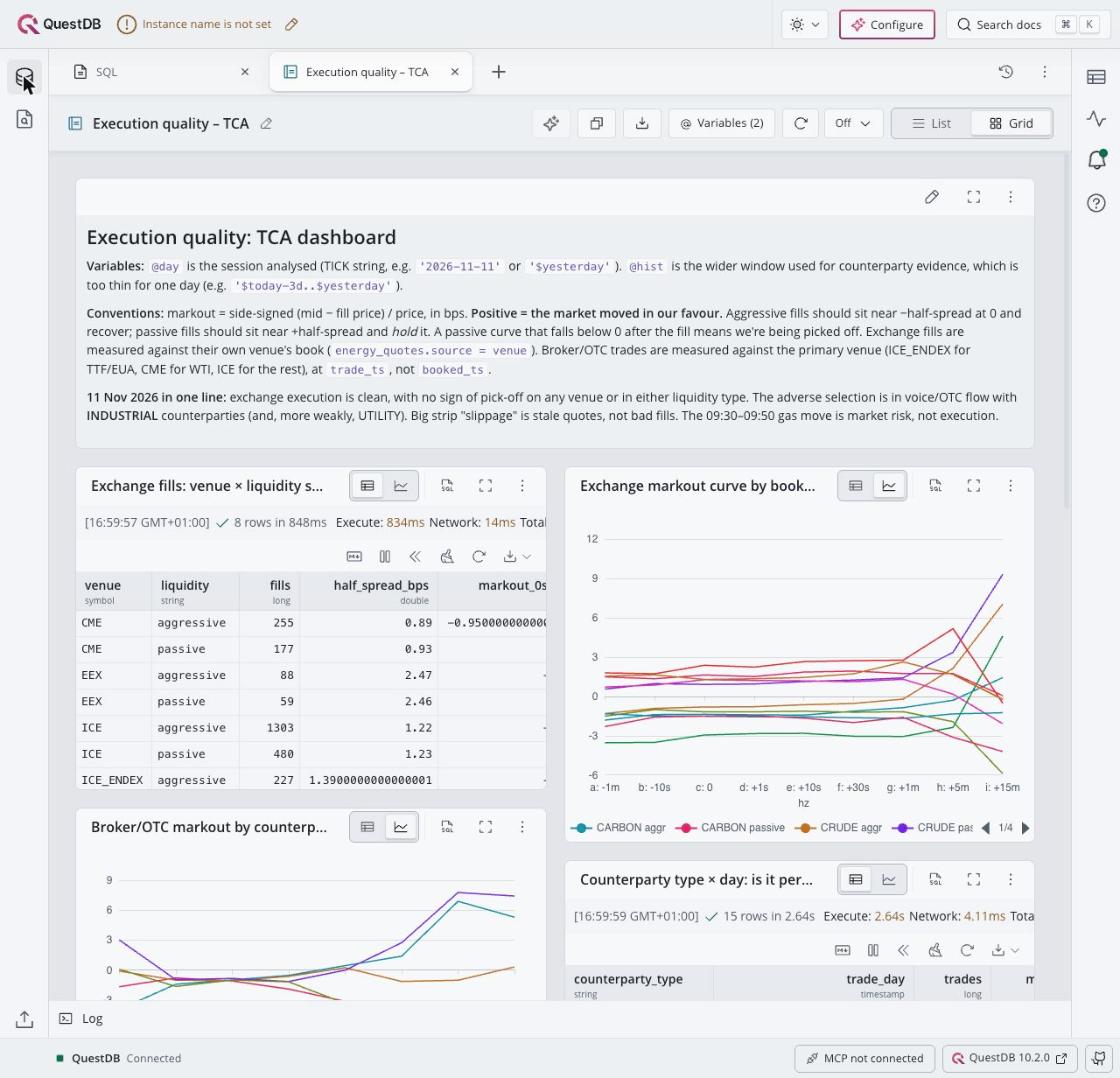 QuestDB
Instance name is not set
Configure
Search docs
⌘ K
SQL
Execution quality – TCA
Execution quality – TCA
@ Variables (2)
Off
List
Grid
Execution quality: TCA dashboard
Variables: @day is the session analysed (TICK string, e.g. '2026-11-11' or '$yesterday' ). @hist is the wider window used for counterparty evidence, which is
too thin for one day (e.g. '$today-3d..$yesterday' ).
Conventions: markout = side-signed (mid − fill price) / price, in bps. Positive = the market moved in our favour. Aggressive fills should sit near −half-spread at 0 and
recover; passive fills should sit near +half-spread and hold it. A passive curve that falls below 0 after the fill means we're being picked off. Exchange fills are
measured against their own venue's book ( energy_quotes.source = venue ). Broker/OTC trades are measured against the primary venue (ICE_ENDEX for
TTF/EUA, CME for WTI, ICE for the rest), at trade_ts , not booked_ts .
11 Nov 2026 in one line: exchange execution is clean, with no sign of pick-off on any venue or in either liquidity type. The adverse selection is in voice/OTC flow with
INDUSTRIAL counterparties (and, more weakly, UTILITY). Big strip "slippage" is stale quotes, not bad fills. The 09:30–09:50 gas move is market risk, not execution.
Exchange fills: venue × liquidity s...
SQL
[16:59:57 GMT+01:00] 8 rows in 848ms Execute: 834ms Network: 14ms Total
venue liquidity fills half_spread_bps markout_0s
symbol string long double
CME aggressive 255 0.89 -0.950000000000
CME passive 177 0.93
EEX aggressive 88 2.47 -
EEX passive 59 2.46
ICE aggressive 1303 1.22 -
ICE passive 480 1.23
ICE_ENDEX aggressive 227 1.3900000000000001 -
Exchange markout curve by book...
SQL
12
9
6
3
0
-3
-6
a: -1m b: -10s c: 0 d: +1s e: +10s f: +30s g: +1m h: +5m i: +15m
hz
CARBON aggr CARBON passive CRUDE aggr CRUDE pas 1/4
Broker/OTC markout by counterp...
SQL
9
6
3
0
-3
Counterparty type × day: is it per...
SQL
[16:59:59 GMT+01:00] 15 rows in 2.64s Execute: 2.64s Network: 4.11ms Tota
counterparty_type trade_day trades m
string timestamp long
Log
QuestDB Connected
MCP not connected
QuestDB 10.2.0